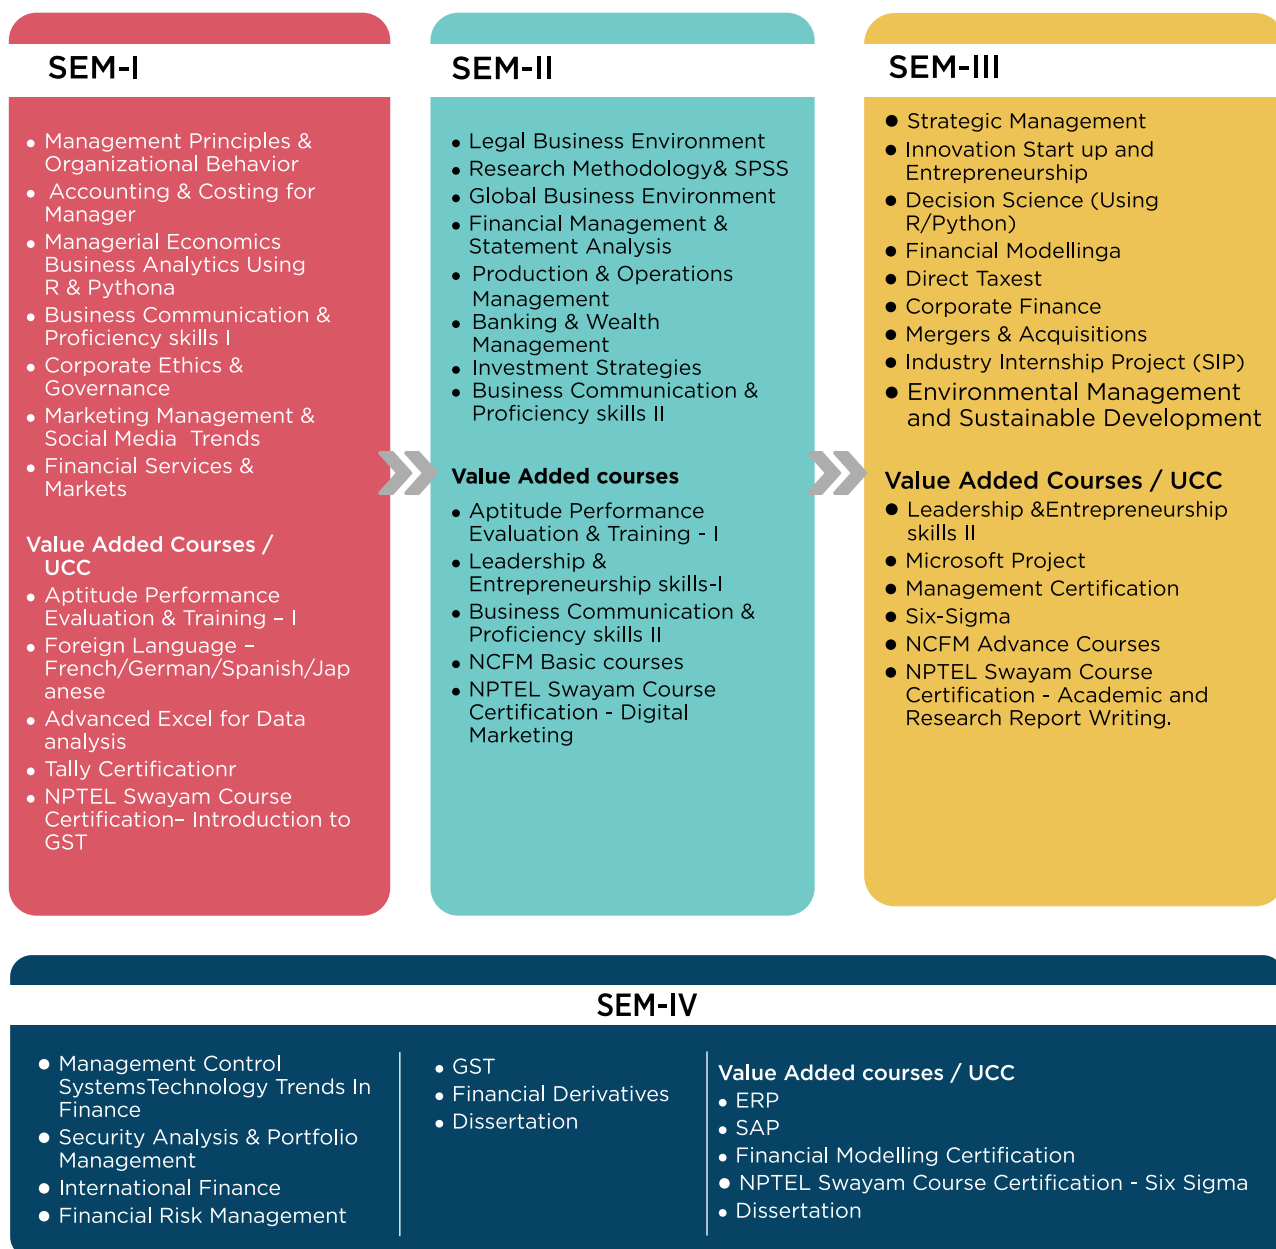 SEM-I
• Management Principles &
Organizational Behavior
• Accounting & Costing for
Manager
• Managerial Economics
Business Analytics Using
R & Pythona
• Business Communication &
Proficiency skills I
• Corporate Ethics &
Governance
• Marketing Management &
Social Media Trends
• Financial Services &
Markets
Value Added Courses /
UCC
• Aptitude Performance
Evaluation & Training – I
• Foreign Language –
French/German/Spanish/Jap
anese
• Advanced Excel for Data
analysis
• Tally Certificationr
• NPTEL Swayam Course
Certification– Introduction to
GST
SEM-II
• Legal Business Environment
• Research Methodology& SPSS
• Global Business Environment
• Financial Management &
Statement Analysis
• Production & Operations
Management
• Banking & Wealth
Management
• Investment Strategies
• Business Communication &
Proficiency skills II
Value Added courses
• Aptitude Performance
Evaluation & Training - I
• Leadership &
Entrepreneurship skills-I
• Business Communication &
Proficiency skills II
• NCFM Basic courses
• NPTEL Swayam Course
Certification - Digital
Marketing
SEM-III
• Strategic Management
• Innovation Start up and
Entrepreneurship
• Decision Science (Using
R/Python)
• Financial Modellinga
• Direct Taxest
• Corporate Finance
• Mergers & Acquisitions
• Industry Internship Project (SIP)
• Environmental Management
and Sustainable Development
Value Added Courses / UCC
• Leadership &Entrepreneurship
skills II
• Microsoft Project
• Management Certification
• Six-Sigma
• NCFM Advance Courses
• NPTEL Swayam Course
Certification - Academic and
Research Report Writing.
SEM-IV
• Management Control
SystemsTechnology Trends In
Finance
• Security Analysis & Portfolio
Management
• International Finance
• Financial Risk Management
• GST
• Financial Derivatives
• Dissertation
Value Added courses / UCC
• ERP
• SAP
• Financial Modelling Certification
• NPTEL Swayam Course Certification - Six Sigma
• Dissertation